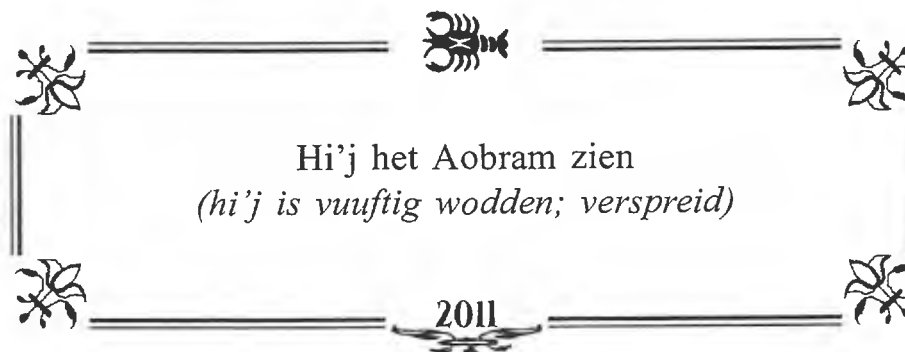 Hi'j het Aobram zien
(hi'j is vuuftig wodden; verspreid)
2011